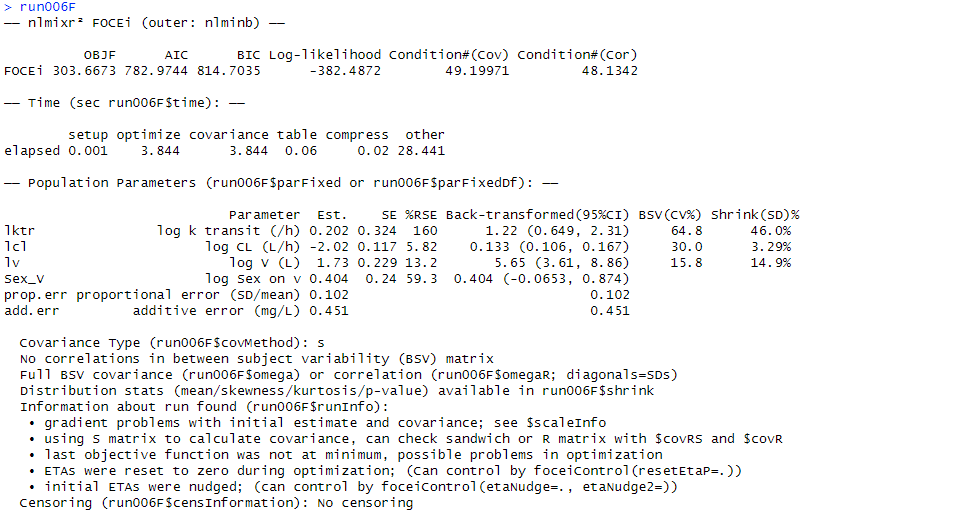 > run006F
── nlmixr² FOCEi (outer: nlminb) ──
          OBJF      AIC      BIC Log-likelihood Condition#(Cov) Condition#(Cor)
FOCEi 303.6673 782.9744 814.7035      -382.4872        49.19971         48.1342
── Time (sec run006F$time): ──
        setup optimize covariance table compress  other
elapsed 0.001    3.844      3.844  0.06     0.02 28.441
── Population Parameters (run006F$parFixed or run006F$parFixedDf): ──
                            Parameter  Est.    SE %RSE Back-transformed(95%CI) BSV(CV%) Shrink(SD)%
lktr               log k transit (/h) 0.202 0.324  160       1.22 (0.649, 2.31)     64.8      46.0%
lcl                      log CL (L/h) -2.02 0.117 5.82     0.133 (0.106, 0.167)     30.0      3.29%
lv                          log V (L)  1.73 0.229 13.2        5.65 (3.61, 8.86)     15.8      14.9%
Sex_V                    log Sex on v 0.404  0.24 59.3   0.404 (-0.0653, 0.874)
prop.err proportional error (SD/mean) 0.102                              0.102
add.err         additive error (mg/L) 0.451                              0.451
  Covariance Type (run006F$covMethod): s
  No correlations in between subject variability (BSV) matrix
  Full BSV covariance (run006F$omega) or correlation (run006F$omegaR; diagonals=SDs)
  Distribution stats (mean/skewness/kurtosis/p-value) available in run006F$shrink
  Information about run found (run006F$runInfo):
   • gradient problems with initial estimate and covariance; see $scaleInfo
   • using S matrix to calculate covariance, can check sandwich or R matrix with $covRS and $covR
   • last objective function was not at minimum, possible problems in optimization
   • ETAs were reset to zero during optimization; (Can control by foceiControl(resetEtaP=.))
   • initial ETAs were nudged; (can control by foceiControl(etaNudge=., etaNudge2=))
  Censoring (run006F$censInformation): No censoring